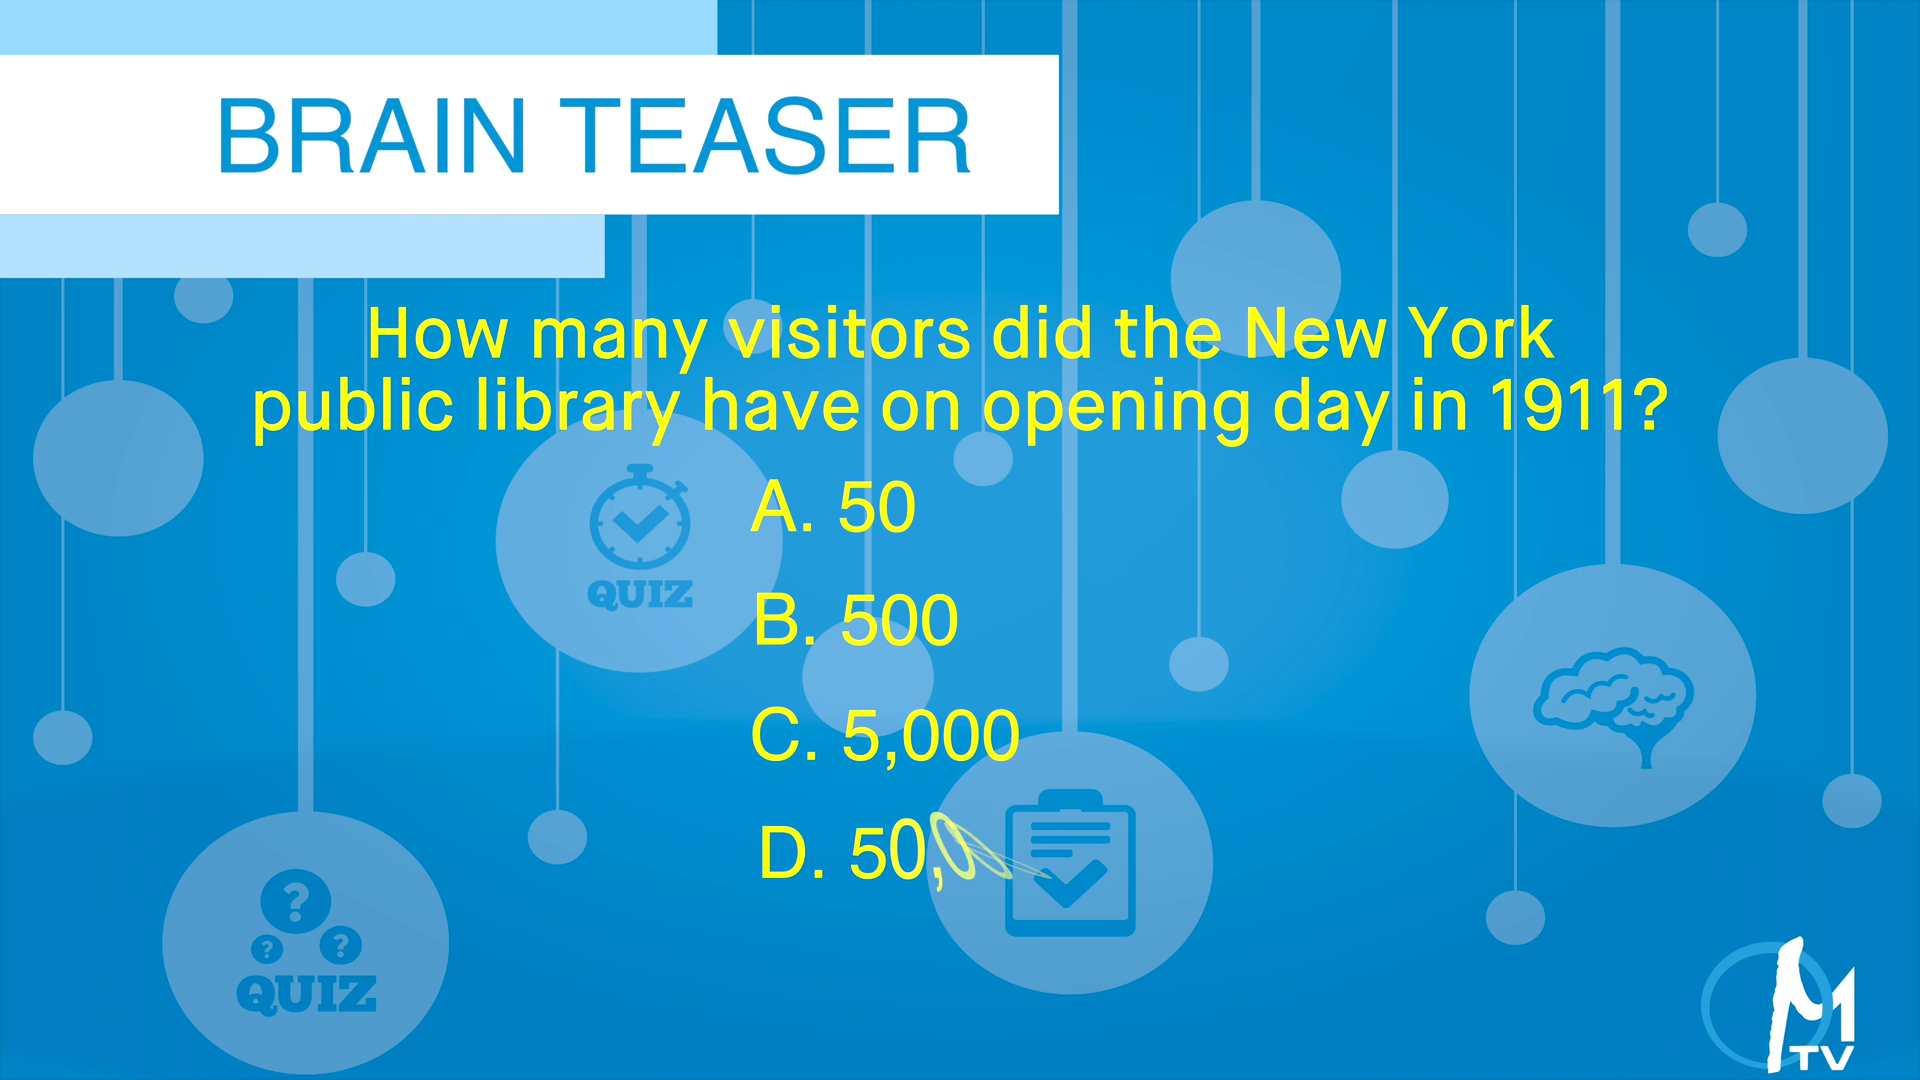 BRAIN TEASER
How many visitors did the New York
public library have on opening day in 1911?
A. 50
QUIZ
B. 500
C. 5,000
D. 50,0
? ? ?
QUIZ
M
TV